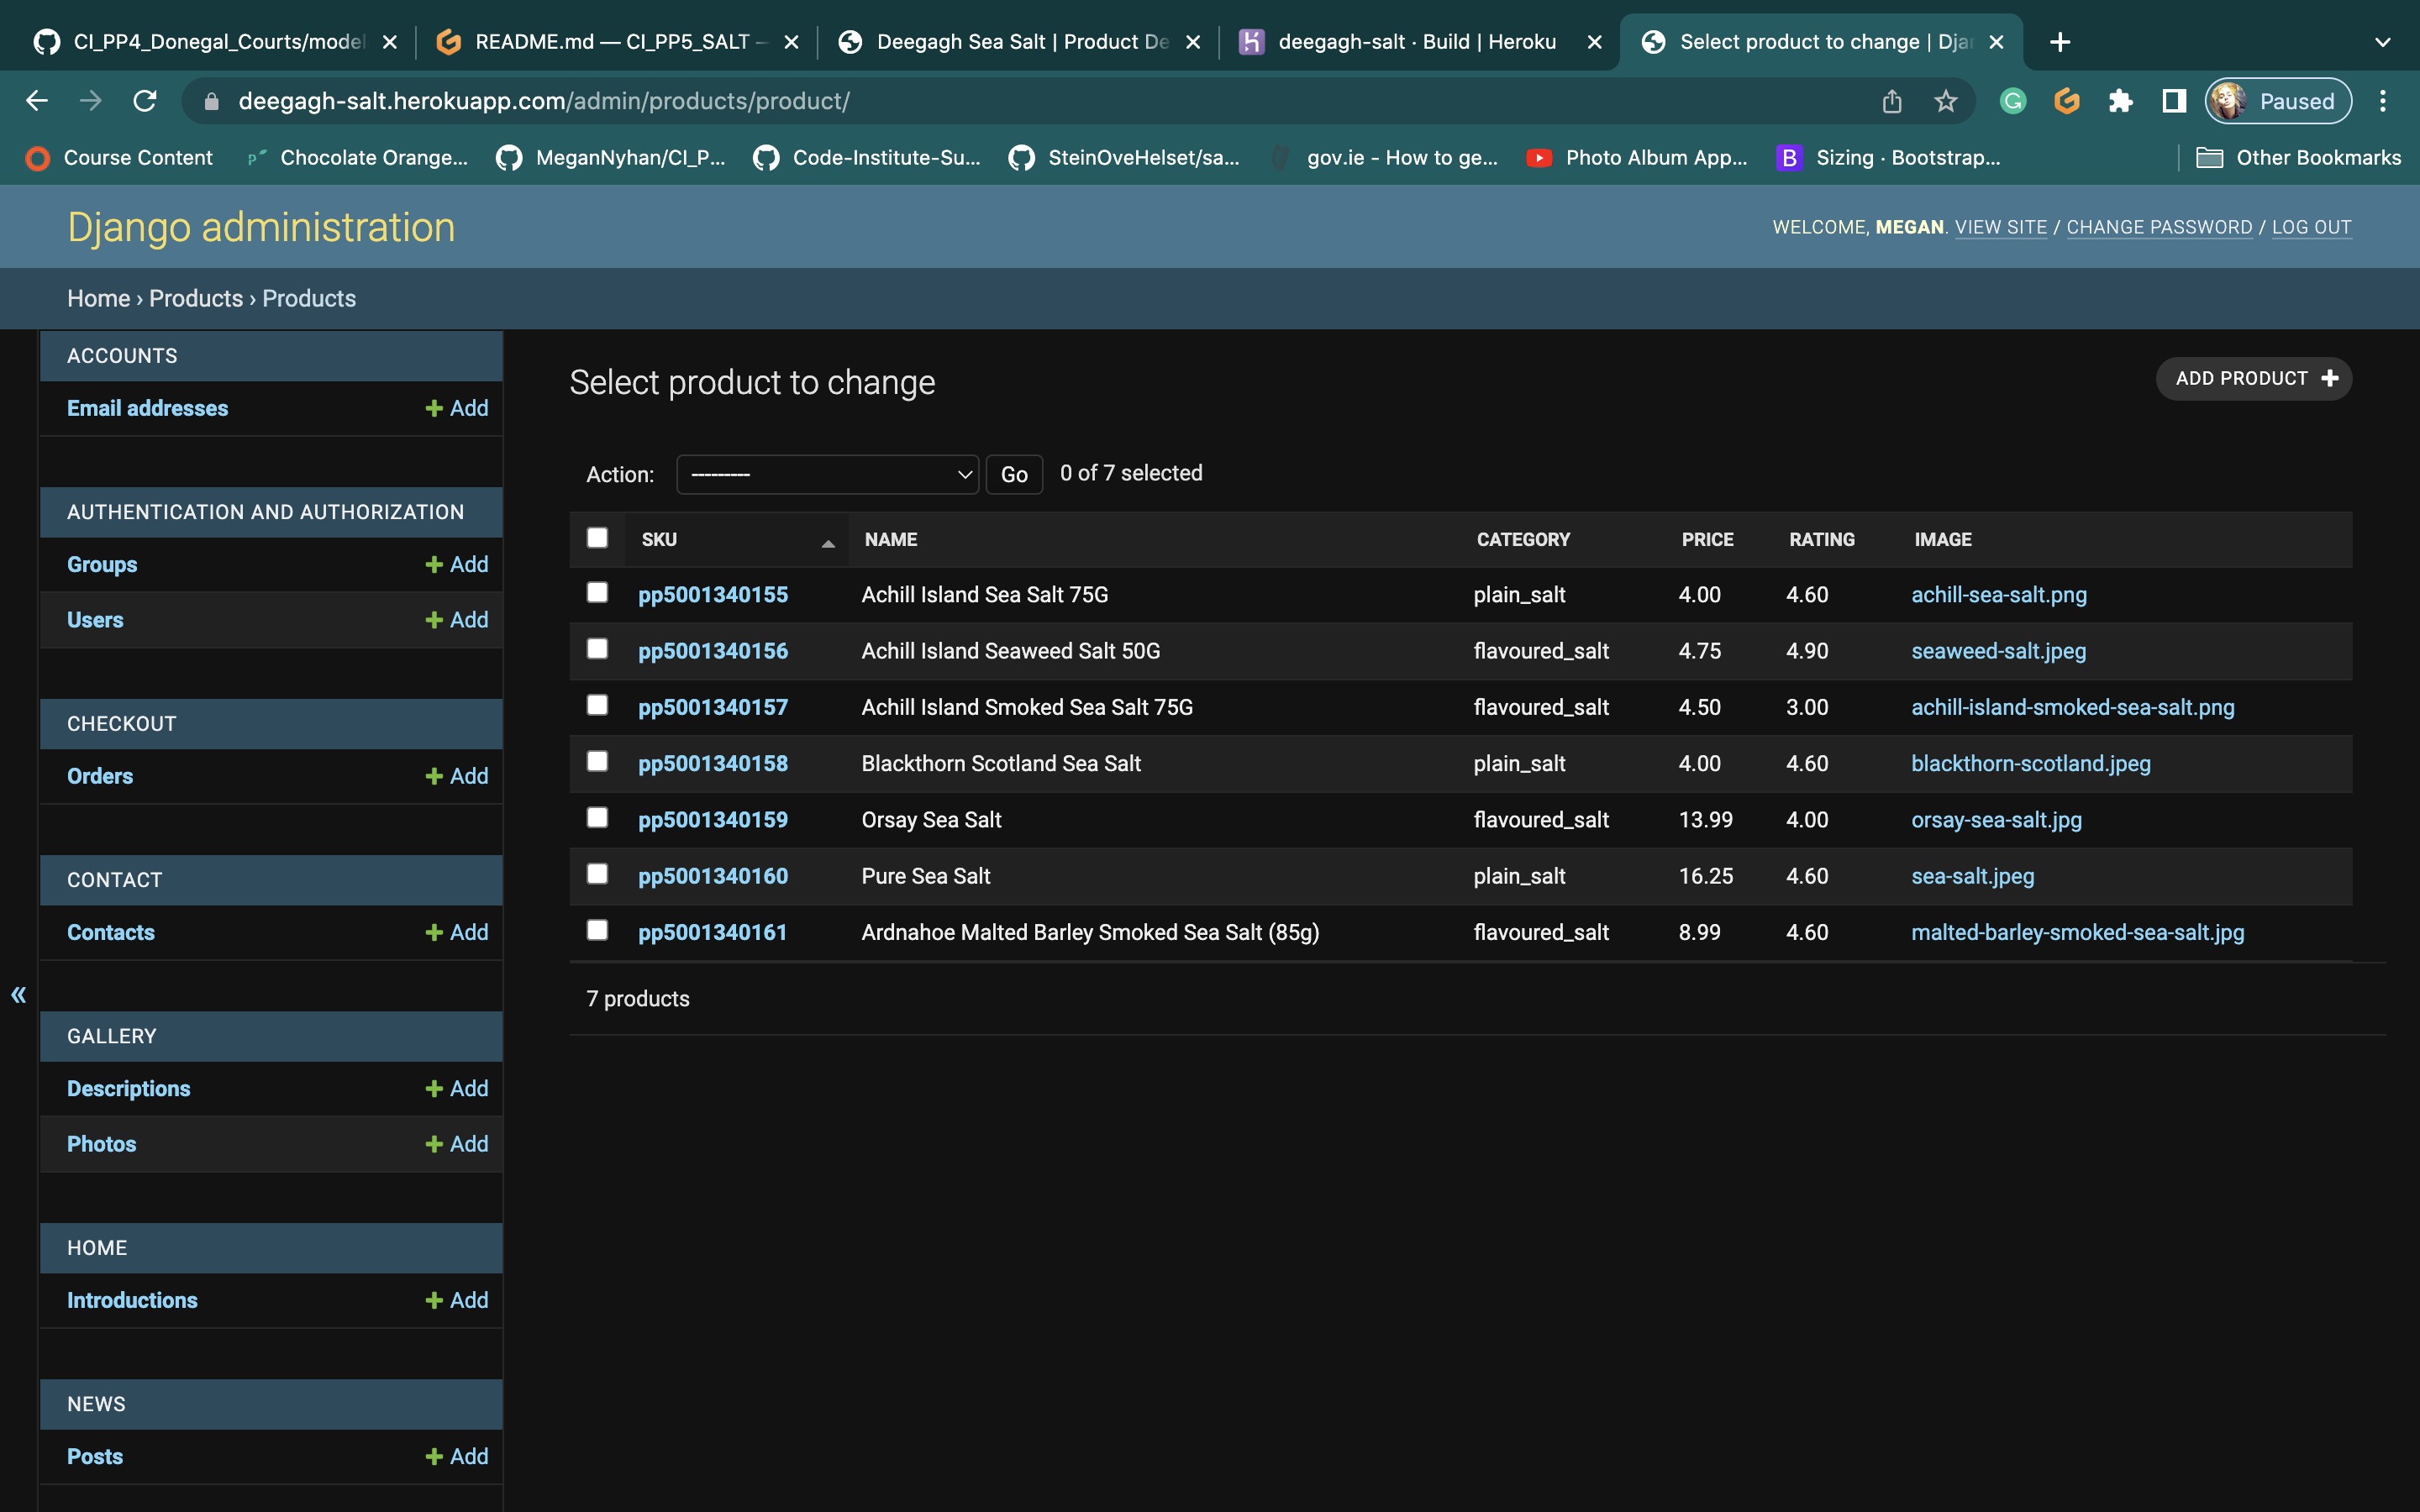 CI_PP4_Donegal_Courts/model
README.md — CI_PP5_SALT –
Deegagh Sea Salt | Product De
deegagh-salt · Build | Heroku
Select product to change | Djan
deegagh-salt.herokuapp.com/admin/products/product/
Paused
Course Content
Chocolate Orange...
MeganNyhan/CI_P...
Code-Institute-Su...
SteinOveHelset/sa...
gov.ie - How to ge...
Photo Album App...
B Sizing · Bootstrap...
Other Bookmarks
Django administration
WELCOME, MEGAN. VIEW SITE / CHANGE PASSWORD / LOG OUT
Home › Products › Products
ACCOUNTS
Email addresses + Add
AUTHENTICATION AND AUTHORIZATION
Groups + Add
Users + Add
CHECKOUT
Orders + Add
CONTACT
Contacts + Add
GALLERY
Descriptions + Add
Photos + Add
HOME
Introductions + Add
NEWS
Posts + Add
Select product to change
ADD PRODUCT +
Action: --------- Go 0 of 7 selected
SKU NAME CATEGORY PRICE RATING IMAGE
pp5001340155 Achill Island Sea Salt 75G plain_salt 4.00 4.60 achill-sea-salt.png
pp5001340156 Achill Island Seaweed Salt 50G flavoured_salt 4.75 4.90 seaweed-salt.jpeg
pp5001340157 Achill Island Smoked Sea Salt 75G flavoured_salt 4.50 3.00 achill-island-smoked-sea-salt.png
pp5001340158 Blackthorn Scotland Sea Salt plain_salt 4.00 4.60 blackthorn-scotland.jpeg
pp5001340159 Orsay Sea Salt flavoured_salt 13.99 4.00 orsay-sea-salt.jpg
pp5001340160 Pure Sea Salt plain_salt 16.25 4.60 sea-salt.jpeg
pp5001340161 Ardnahoe Malted Barley Smoked Sea Salt (85g) flavoured_salt 8.99 4.60 malted-barley-smoked-sea-salt.jpg
7 products